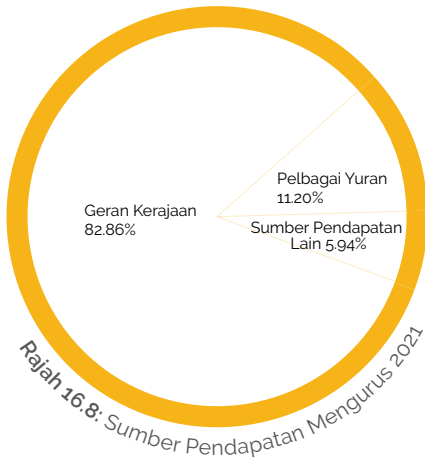 Pelbagai Yuran
11.20%
Geran Kerajaan
82.86%
Sumber Pendapatan
Lain 5.94%
Rajah 16.8: Sumber Pendapatan Mengurus 2021